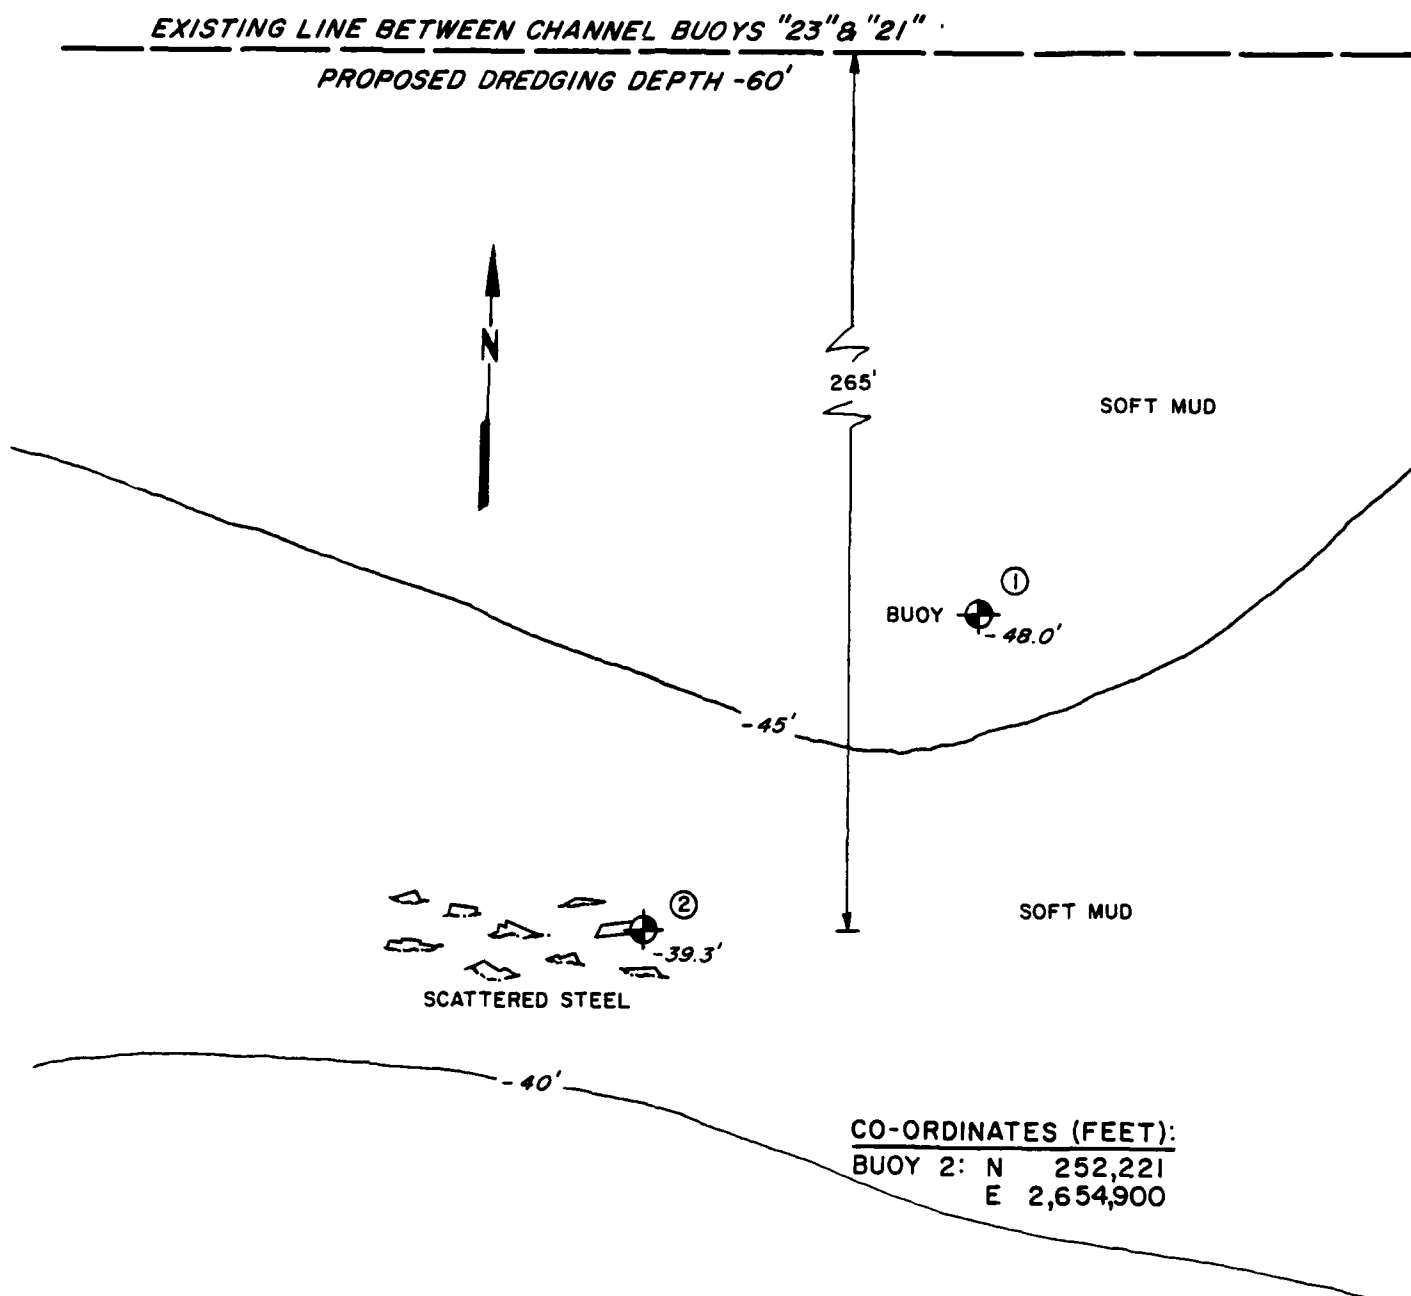 EXISTING LINE BETWEEN CHANNEL BUOYS "23" & "21"
PROPOSED DREDGING DEPTH -60'
N
265'
SOFT MUD
1
BUOY
-48.0'
-45'
2
SOFT MUD
-39.3'
SCATTERED STEEL
-40'
CO-ORDINATES (FEET):
BUOY 2: N 252,221
E 2,654,900